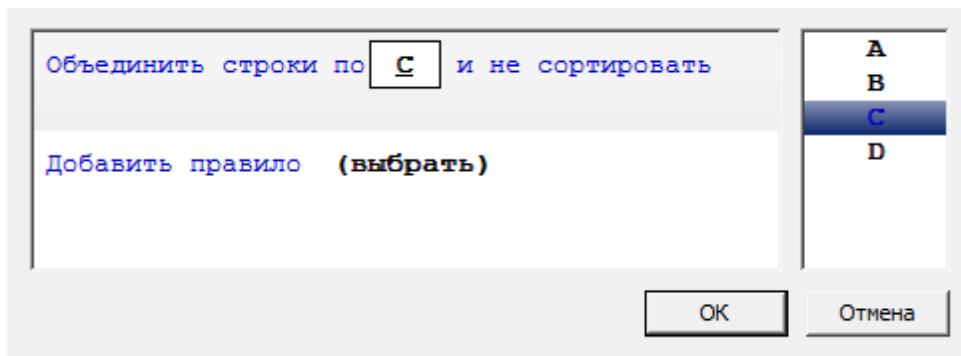 Объединить строки по C и не сортировать
Добавить правило (выбрать)
A
B
C
D
OK
Отмена